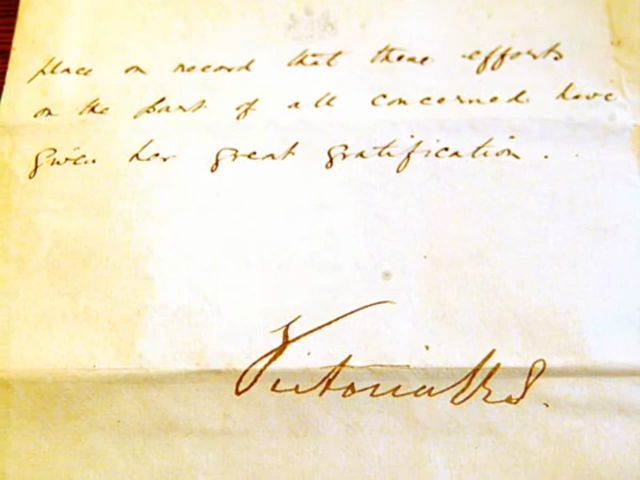 place on record that these efforts
on the part of all concerned have
given her great gratification.
Victoria R I.